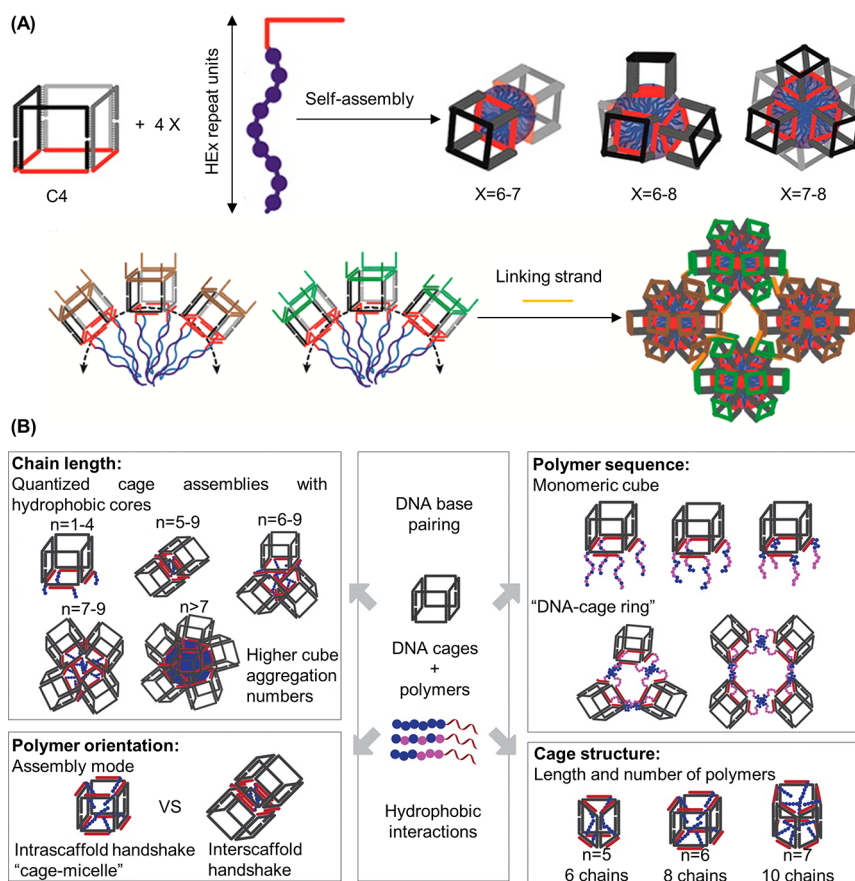 (A)
HEx repeat units
C4
+ 4 X
Self-assembly
X=6-7
X=6-8
X=7-8
Linking strand
(B)
Chain length:
Quantized cage assemblies with
hydrophobic cores
n=1-4
n=5-9
n=6-9
n=7-9
n>7
Higher cube
aggregation
numbers
Polymer orientation:
Assembly mode
VS
Intrascaffold handshake
“cage-micelle”
Interscaffold
handshake
DNA base
pairing
DNA cages
+
polymers
Hydrophobic
interactions
Polymer sequence:
Monomeric cube
“DNA-cage ring”
Cage structure:
Length and number of polymers
n=5
6 chains
n=6
8 chains
n=7
10 chains